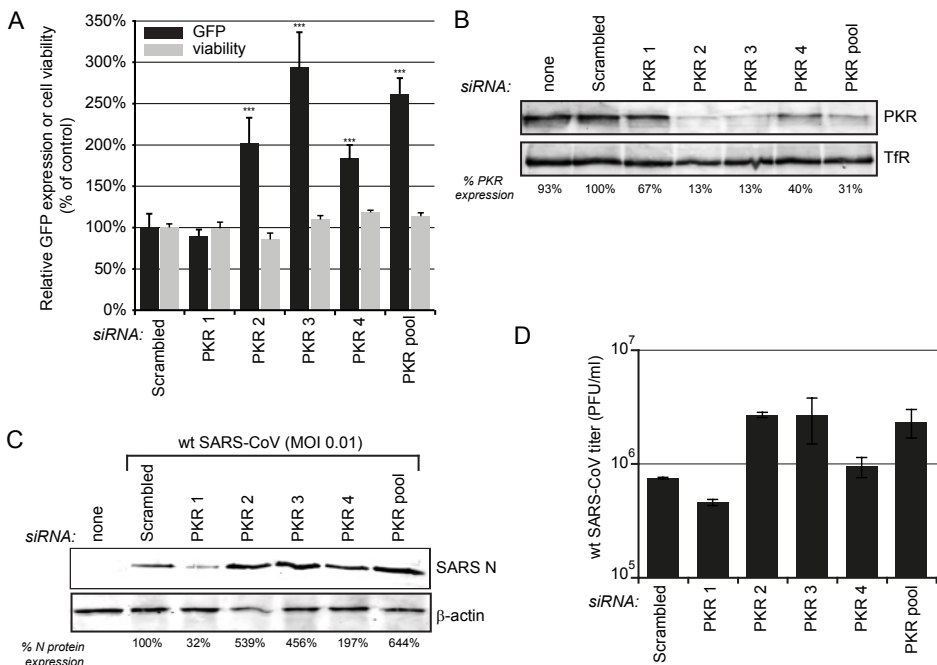 A
Relative GFP expression or cell viability
(% of control)
350%
300%
250%
200%
150%
100%
50%
0%
GFP
viability
***
***
***
***
siRNA:
Scrambled
PKR 1
PKR 2
PKR 3
PKR 4
PKR pool
B
siRNA:
none
Scrambled
PKR 1
PKR 2
PKR 3
PKR 4
PKR pool
PKR
TfR
% PKR
expression
93% 100% 67% 13% 13% 40% 31%
C
wt SARS-CoV (MOI 0.01)
siRNA:
none
Scrambled
PKR 1
PKR 2
PKR 3
PKR 4
PKR pool
SARS N
β-actin
% N protein
expression
100% 32% 539% 456% 197% 644%
D
wt SARS-CoV titer (PFU/ml)
10⁷
10⁶
10⁵
siRNA:
Scrambled
PKR 1
PKR 2
PKR 3
PKR 4
PKR pool